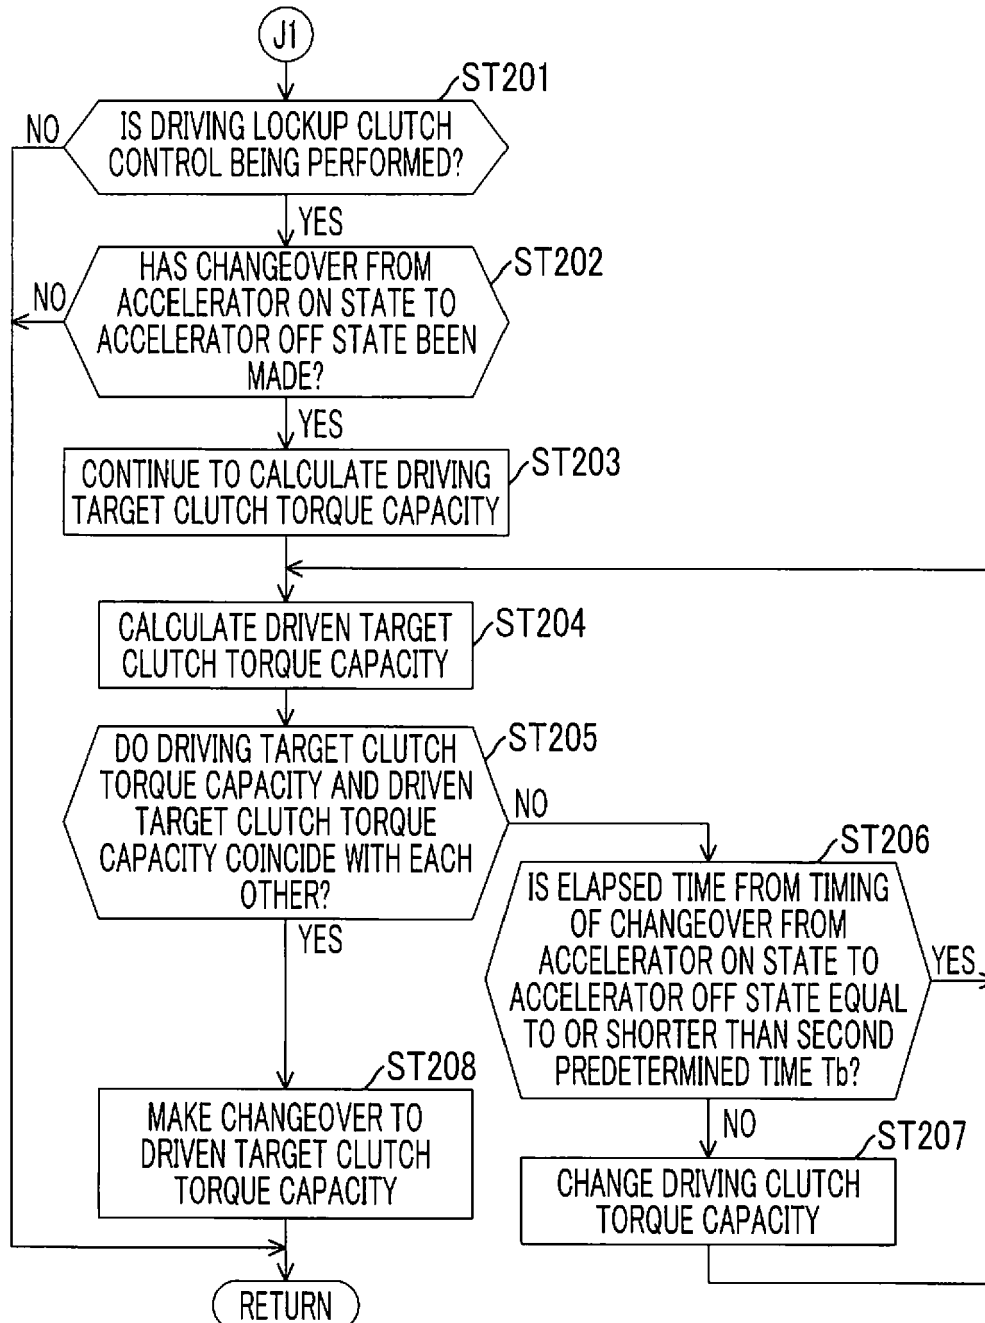 J1
ST201
IS DRIVING LOCKUP CLUTCH
CONTROL BEING PERFORMED?
NO
YES
ST202
HAS CHANGEOVER FROM
ACCELERATOR ON STATE TO
ACCELERATOR OFF STATE BEEN
MADE?
NO
YES
ST203
CONTINUE TO CALCULATE DRIVING
TARGET CLUTCH TORQUE CAPACITY
ST204
CALCULATE DRIVEN TARGET
CLUTCH TORQUE CAPACITY
ST205
DO DRIVING TARGET CLUTCH
TORQUE CAPACITY AND DRIVEN
TARGET CLUTCH TORQUE
CAPACITY COINCIDE WITH EACH
OTHER?
NO
YES
ST206
IS ELAPSED TIME FROM TIMING
OF CHANGEOVER FROM
ACCELERATOR ON STATE TO
ACCELERATOR OFF STATE EQUAL
TO OR SHORTER THAN SECOND
PREDETERMINED TIME Tb?
YES
NO
ST207
CHANGE DRIVING CLUTCH
TORQUE CAPACITY
ST208
MAKE CHANGEOVER TO
DRIVEN TARGET CLUTCH
TORQUE CAPACITY
RETURN